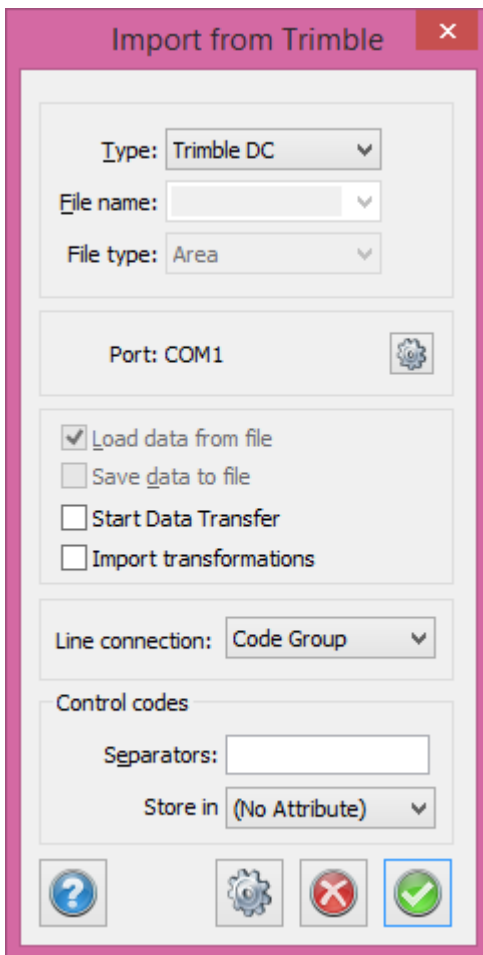 Import from Trimble
Type: Trimble DC
File name:
File type: Area
Port: COM1
Load data from file
Save data to file
Start Data Transfer
Import transformations
Line connection: Code Group
Control codes
Separators:
Store in (No Attribute)